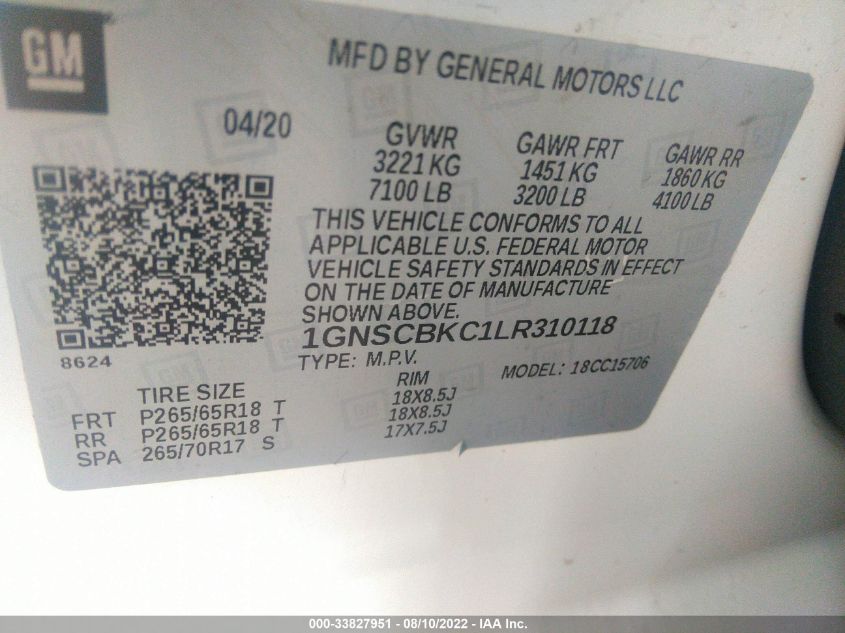 GM
MFD BY GENERAL MOTORS LLC
04/20
GVWR GAWR FRT GAWR RR
3221 KG 1451 KG 1860 KG
7100 LB 3200 LB 4100 LB
THIS VEHICLE CONFORMS TO ALL
APPLICABLE U.S. FEDERAL MOTOR
VEHICLE SAFETY STANDARDS IN EFFECT
ON THE DATE OF MANUFACTURE
SHOWN ABOVE.
1GNSCBKC1LR310118
8624
TYPE: M.P.V. MODEL: 18CC15706
TIRE SIZE RIM
FRT P265/65R18 T 18X8.5J
RR P265/65R18 T 18X8.5J
SPA 265/70R17 S 17X7.5J
000-33827951 - 08/10/2022 - IAA Inc.